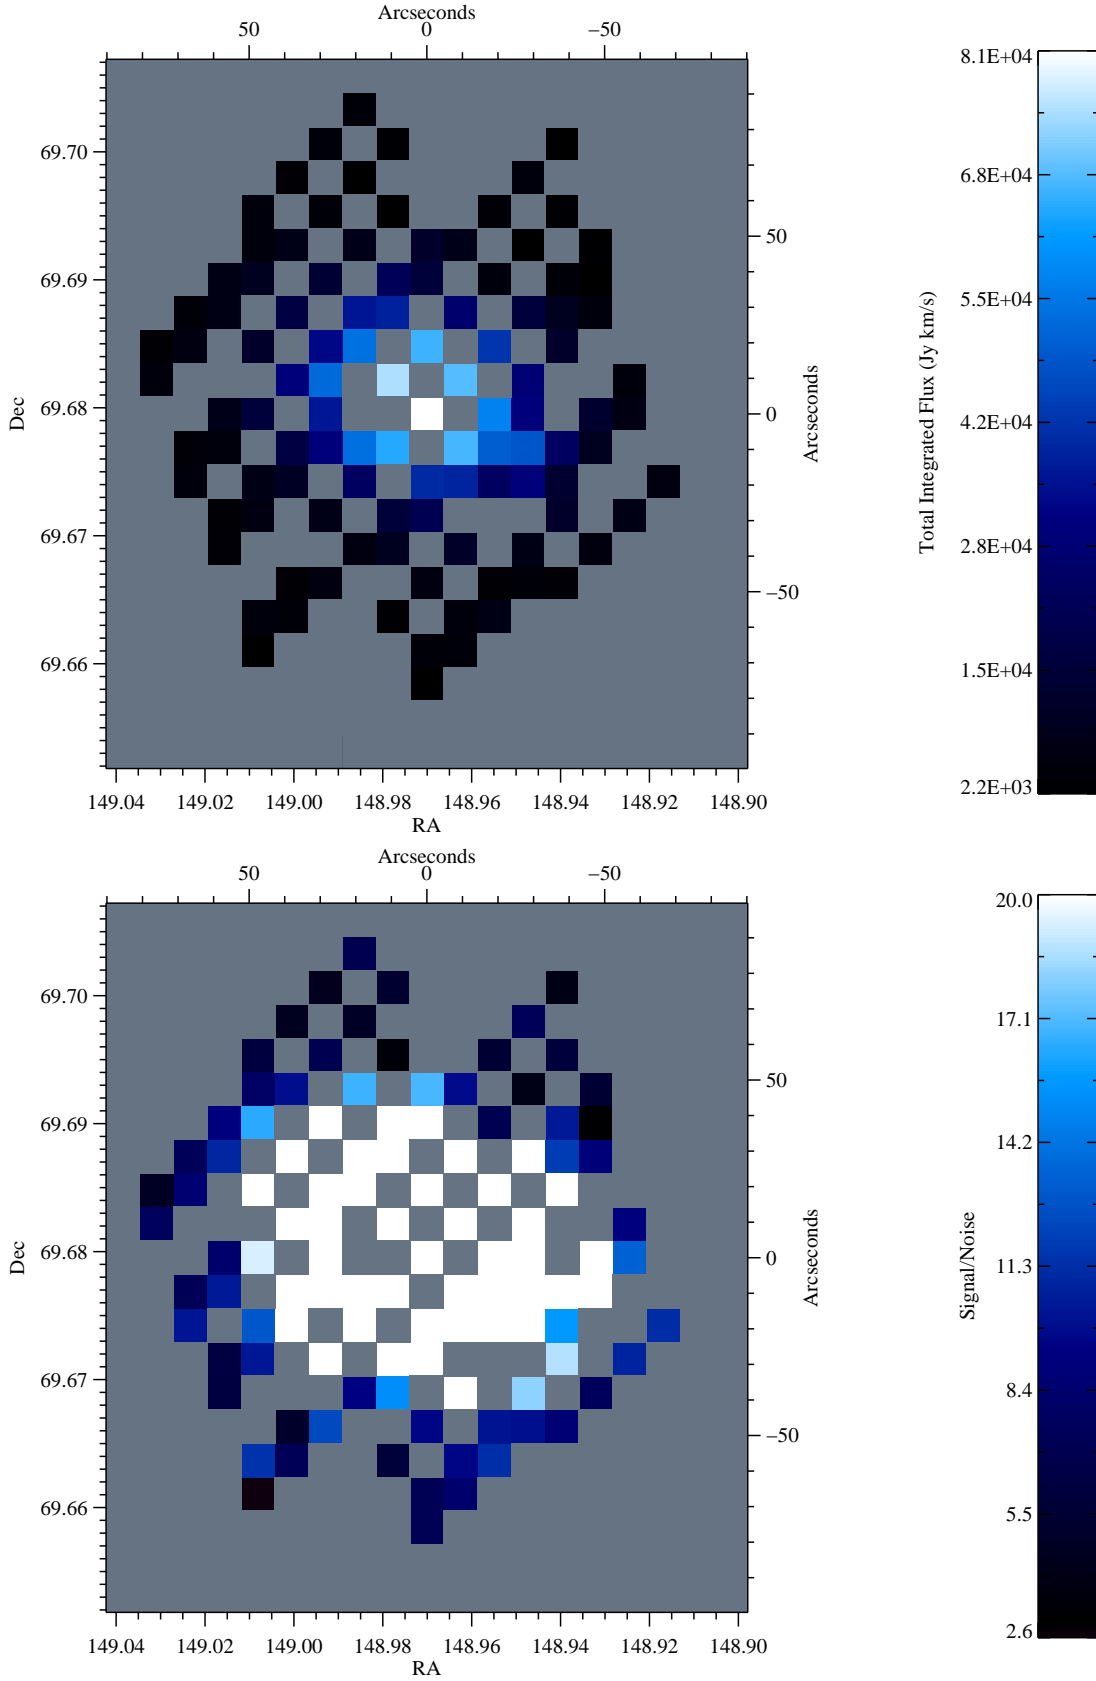 Arcseconds
50 0 −50
69.70
69.69
69.68
69.67
69.66
Dec
50
0
−50
Arcseconds
149.04 149.02 149.00 148.98 148.96 148.94 148.92 148.90
RA
8.1E+04
6.8E+04
5.5E+04
4.2E+04
2.8E+04
1.5E+04
2.2E+03
Total Integrated Flux (Jy km/s)
Arcseconds
50 0 −50
69.70
69.69
69.68
69.67
69.66
Dec
50
0
−50
Arcseconds
149.04 149.02 149.00 148.98 148.96 148.94 148.92 148.90
RA
20.0
17.1
14.2
11.3
8.4
5.5
2.6
Signal/Noise